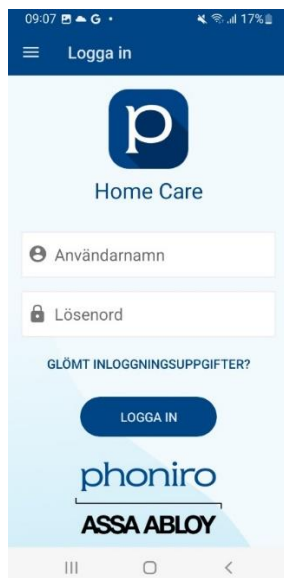 09:07 G • 17%
Logga in
p
Home Care
Användarnamn
Lösenord
GLÖMT INLOGGNINGSUPPGIFTER?
LOGGA IN
phoniro
ASSA ABLOY